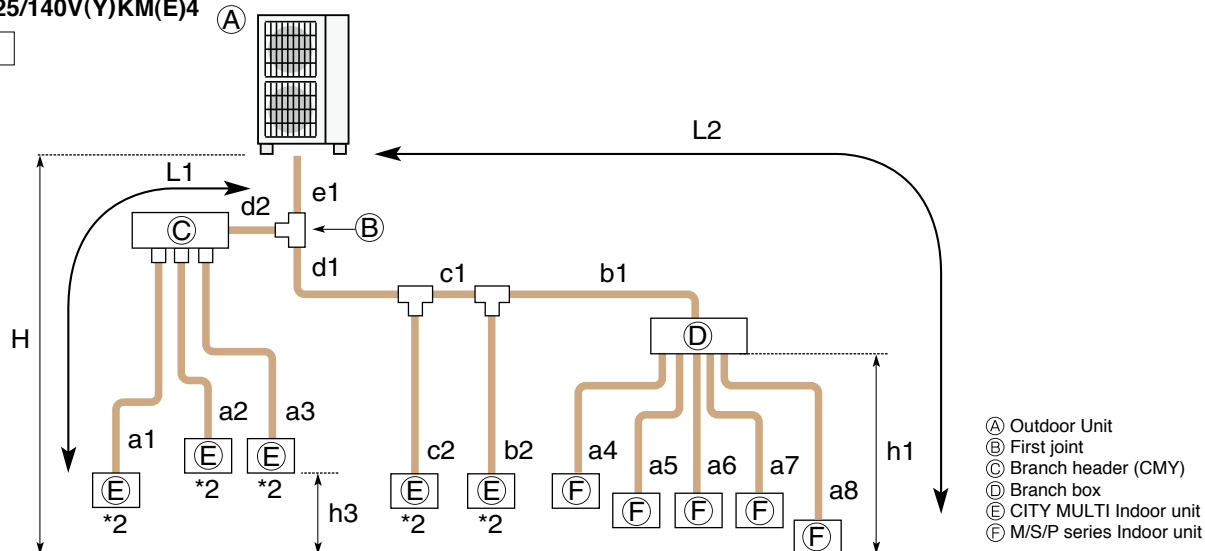 25/140V(Y)KM(E)4
Ⓐ
L2
L1
e1
d2
Ⓒ
Ⓑ
d1
c1
b1
H
Ⓓ
a1
a2
a3
c2
b2
a4
a5
a6
a7
a8
h1
Ⓔ
Ⓔ
Ⓔ
Ⓔ
Ⓔ
*2
*2
*2
*2
*2
h3
Ⓕ
Ⓕ
Ⓕ
Ⓕ
Ⓕ
Ⓐ Outdoor Unit
Ⓑ First joint
Ⓒ Branch header (CMY)
Ⓓ Branch box
Ⓔ CITY MULTI Indoor unit
Ⓕ M/S/P series Indoor unit